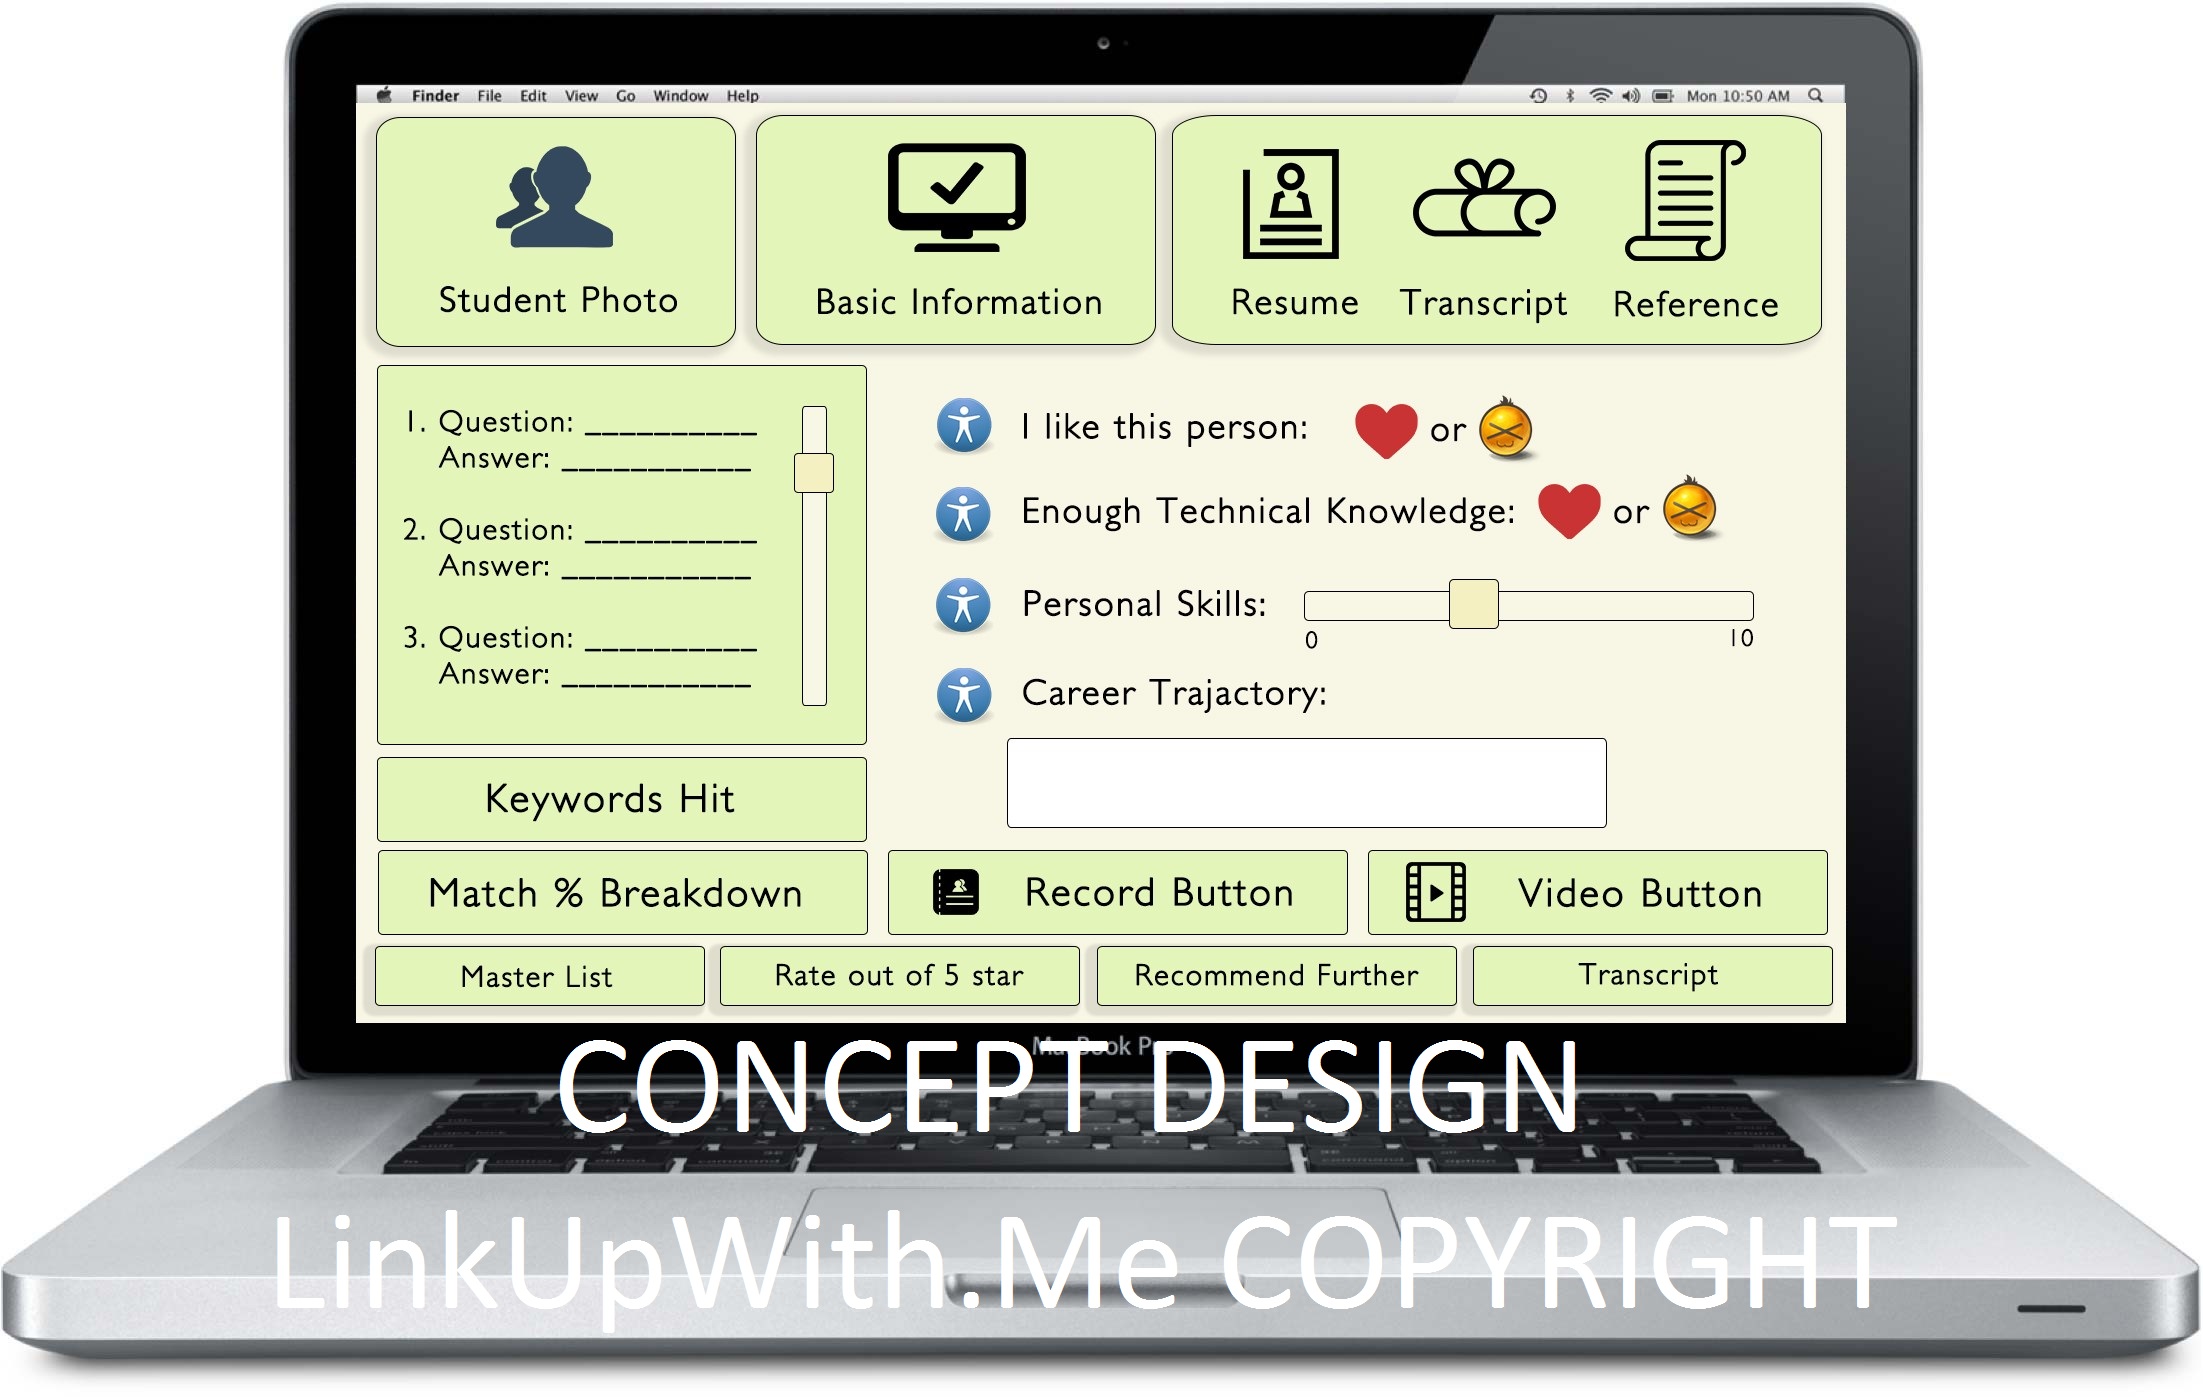 Finder File Edit View Go Window Help Mon 10:50 AM
Student Photo
Basic Information
Resume Transcript Reference
1. Question: __________
Answer: ___________
2. Question: __________
Answer: ___________
3. Question: __________
Answer: ___________
I like this person: or
Enough Technical Knowledge: or
Personal Skills:
0 10
Career Trajactory:
Keywords Hit
Match % Breakdown
Record Button
Video Button
Master List
Rate out of 5 star
Recommend Further
Transcript
MacBook Pro
CONCEPT DESIGN
LinkUpWith.Me COPYRIGHT